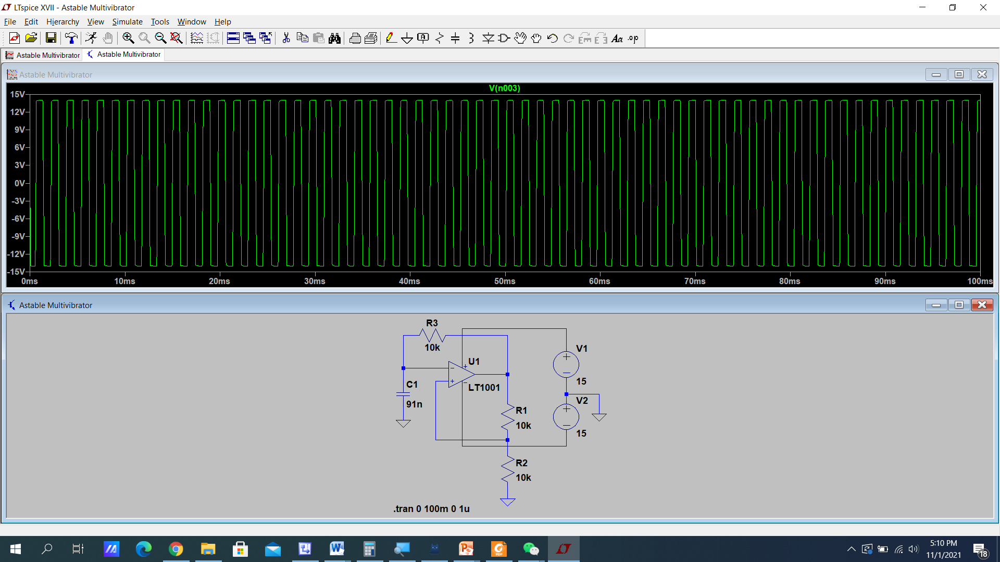 LTspice XVII - Astable Multivibrator
File Edit Hierarchy View Simulate Tools Window Help
Aa .op
Astable Multivibrator Astable Multivibrator
Astable Multivibrator
V(n003)
15V
12V
9V
6V
3V
0V
-3V
-6V
-9V
-12V
-15V
0ms 10ms 20ms 30ms 40ms 50ms 60ms 70ms 80ms 90ms 100ms
Astable Multivibrator
R3
10k
U1
LT1001
C1
91n
R1
10k
R2
10k
V1
15
V2
15
.tran 0 100m 0 1u
5:10 PM
11/1/2021
18